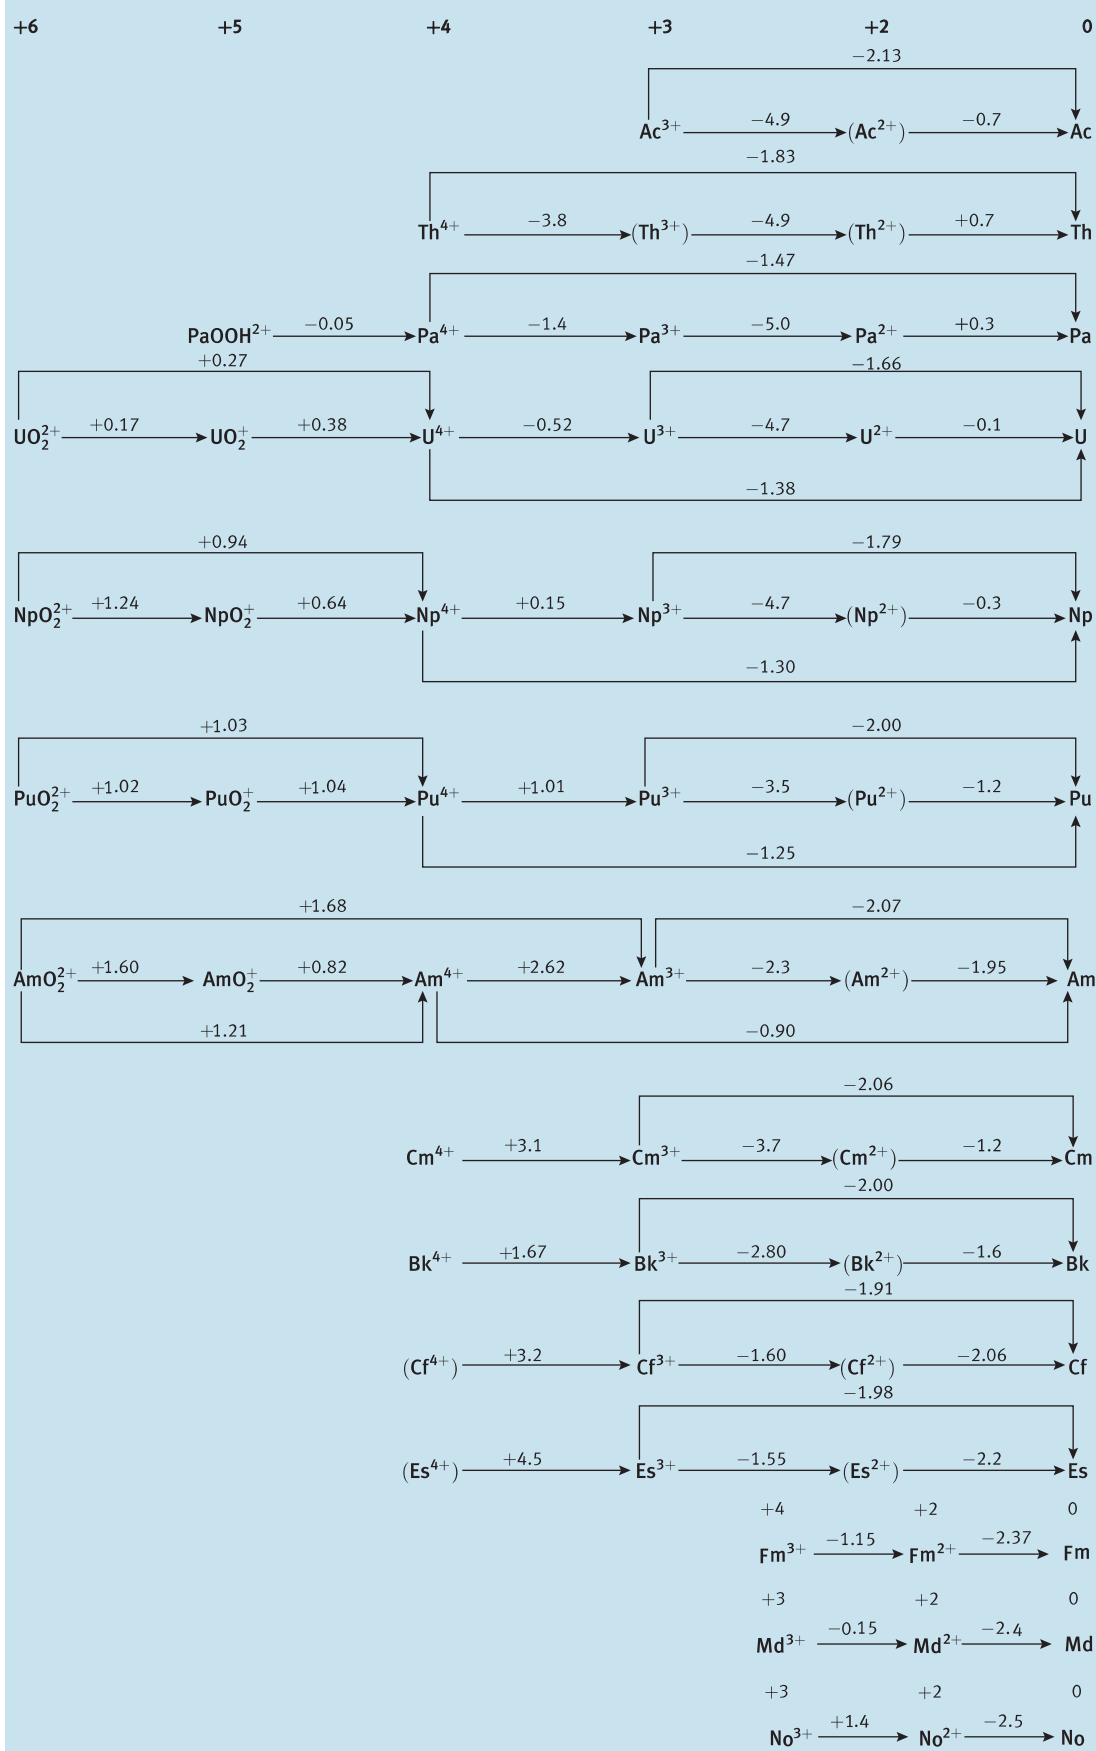 +6 +5 +4 +3 +2 0
−2.13
Ac³⁺ −4.9 (Ac²⁺) −0.7 Ac
−1.83
Th⁴⁺ −3.8 (Th³⁺) −4.9 (Th²⁺) +0.7 Th
−1.47
PaOOH²⁺ −0.05 Pa⁴⁺ −1.4 Pa³⁺ −5.0 Pa²⁺ +0.3 Pa
+0.27 −1.66
UO₂²⁺ +0.17 UO₂⁺ +0.38 U⁴⁺ −0.52 U³⁺ −4.7 U²⁺ −0.1 U
−1.38
+0.94 −1.79
NpO₂²⁺ +1.24 NpO₂⁺ +0.64 Np⁴⁺ +0.15 Np³⁺ −4.7 (Np²⁺) −0.3 Np
−1.30
+1.03 −2.00
PuO₂²⁺ +1.02 PuO₂⁺ +1.04 Pu⁴⁺ +1.01 Pu³⁺ −3.5 (Pu²⁺) −1.2 Pu
−1.25
+1.68 −2.07
AmO₂²⁺ +1.60 AmO₂⁺ +0.82 Am⁴⁺ +2.62 Am³⁺ −2.3 (Am²⁺) −1.95 Am
+1.21 −0.90
−2.06
Cm⁴⁺ +3.1 Cm³⁺ −3.7 (Cm²⁺) −1.2 Cm
−2.00
Bk⁴⁺ +1.67 Bk³⁺ −2.80 (Bk²⁺) −1.6 Bk
−1.91
(Cf⁴⁺) +3.2 Cf³⁺ −1.60 (Cf²⁺) −2.06 Cf
−1.98
(Es⁴⁺) +4.5 Es³⁺ −1.55 (Es²⁺) −2.2 Es
+4 +2 0
Fm³⁺ −1.15 Fm²⁺ −2.37 Fm
+3 +2 0
Md³⁺ −0.15 Md²⁺ −2.4 Md
+3 +2 0
No³⁺ +1.4 No²⁺ −2.5 No